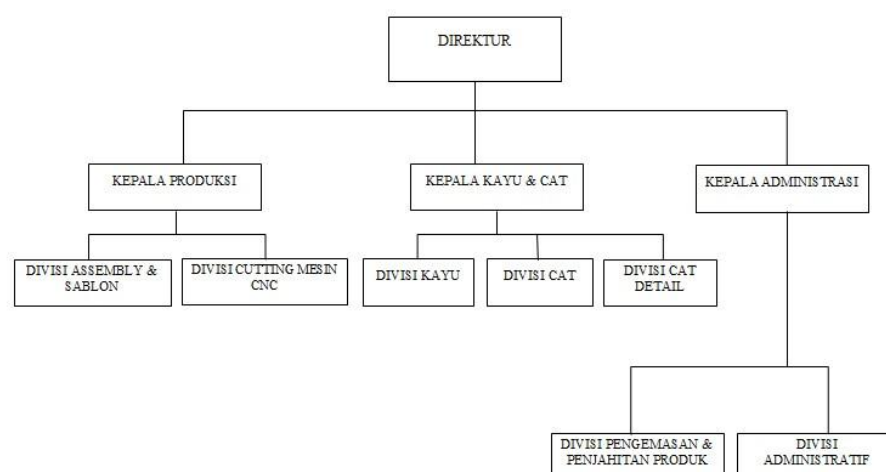 DIREKTUR
KEPALA PRODUKSI
KEPALA KAYU & CAT
KEPALA ADMINISTRASI
DIVISI ASSEMBLY &
SABLON
DIVISI CUTTING MESIN
CNC
DIVISI KAYU
DIVISI CAT
DIVISI CAT
DETAIL
DIVISI PENGEMASAN &
PENJAHITAN PRODUK
DIVISI
ADMINISTRATIF